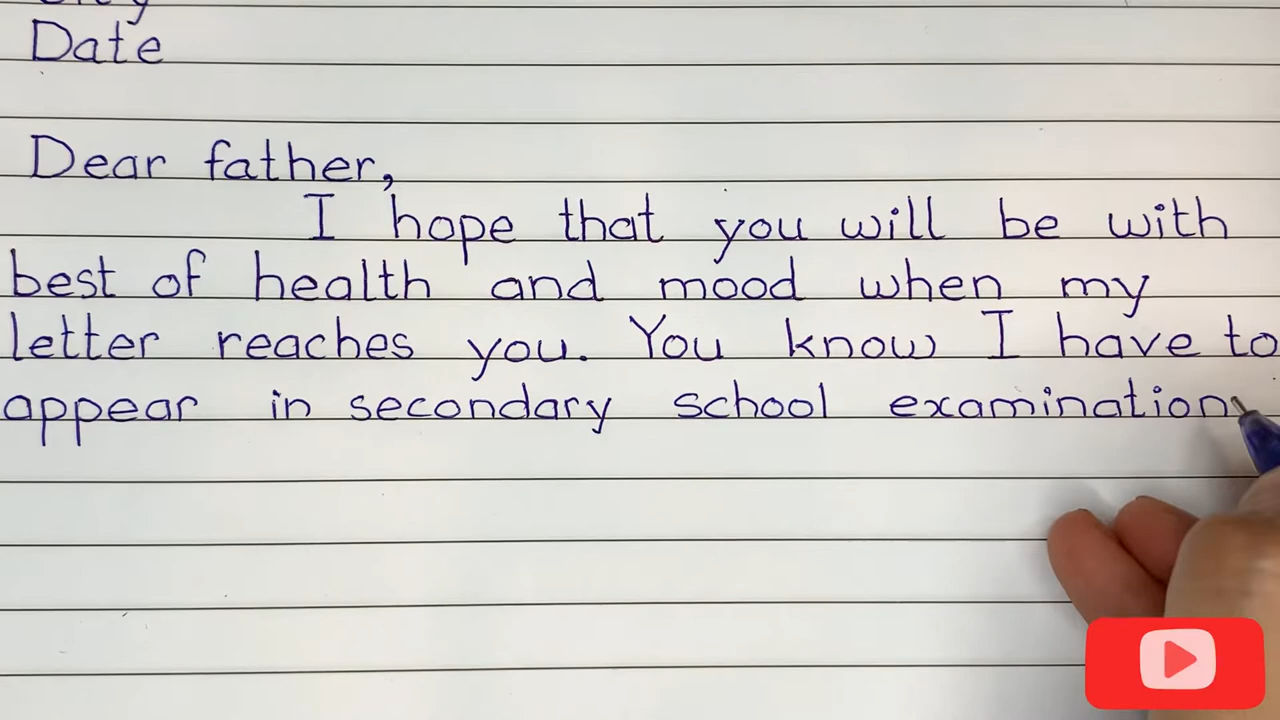 Date
Dear father,
I hope that you will be with
best of health and mood when my
letter reaches you. You know I have to
appear in secondary school examination